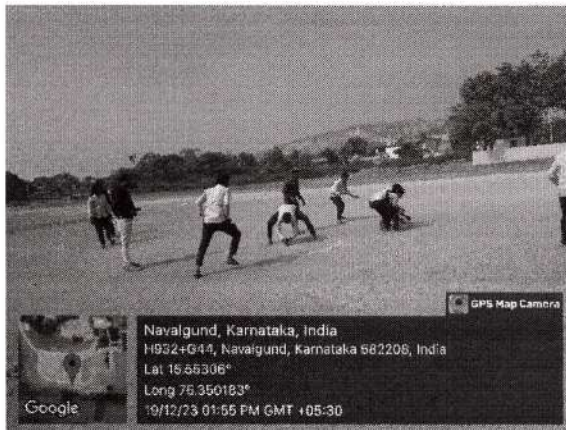 GPS Map Camera
Navalgund, Karnataka, India
H932+G44, Navalgund, Karnataka 582208, India
Lat 15.55306°
Long 75.350183°
19/12/23 01:55 PM GMT +05:30
Google